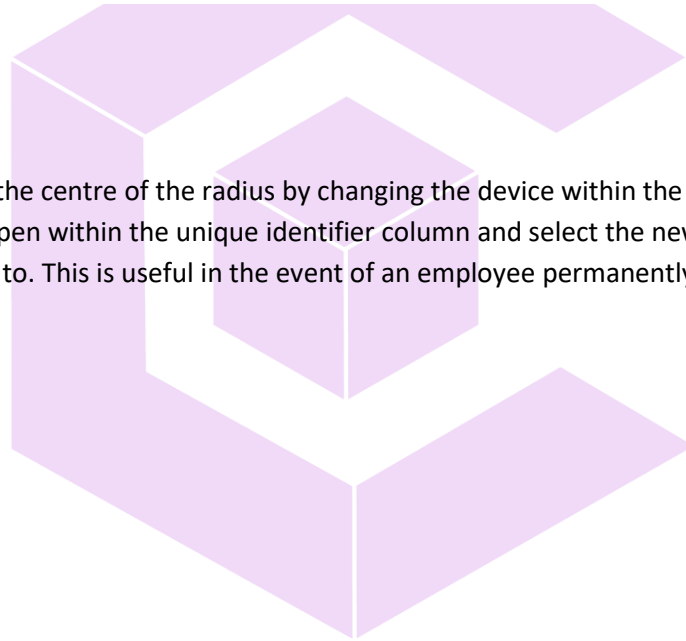 the centre of the radius by changing the device within the
pen within the unique identifier column and select the new
to. This is useful in the event of an employee permanently